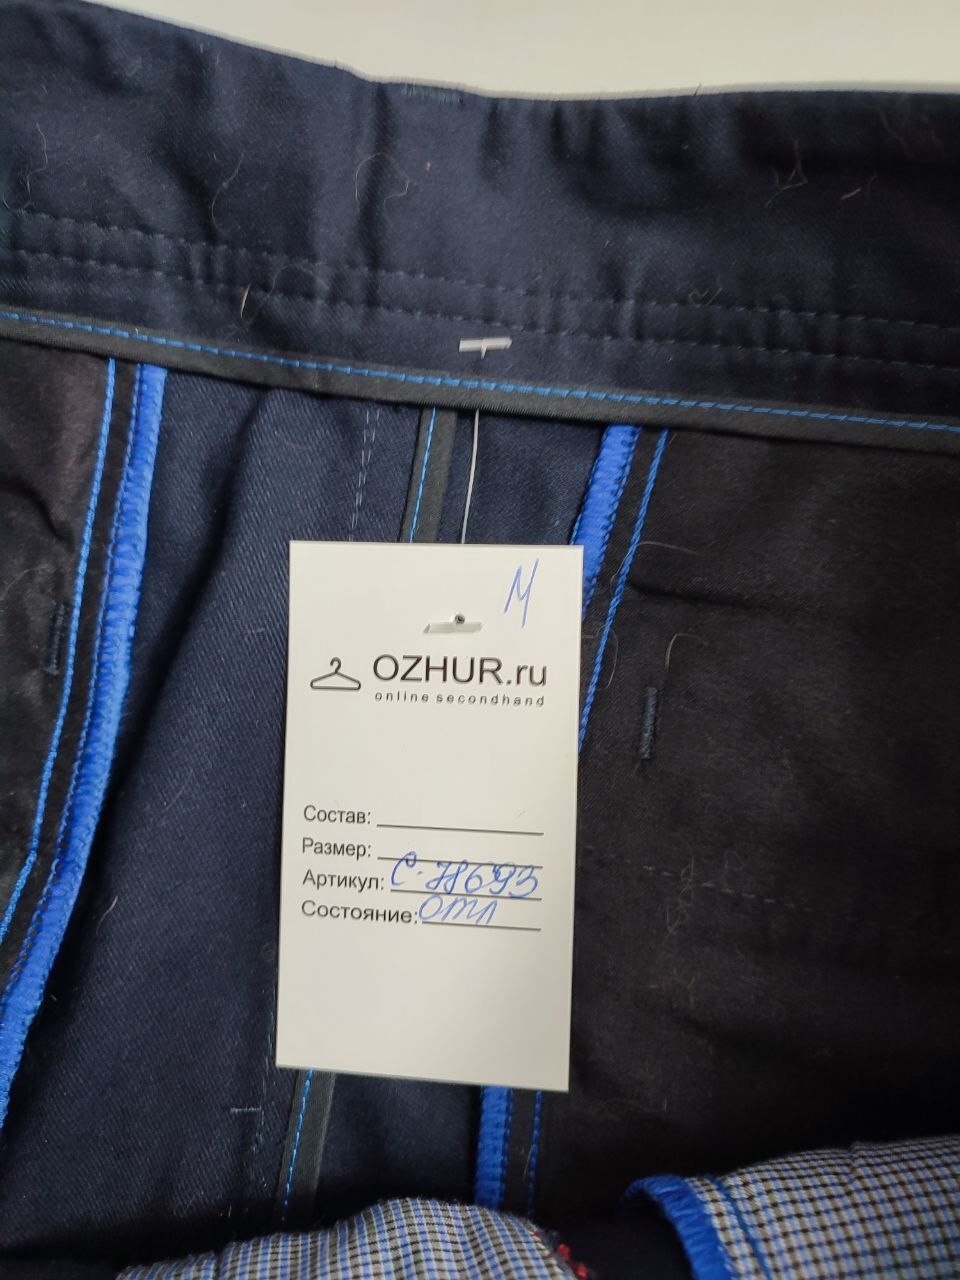 М
OZHUR.ru
online secondhand
Состав:
Размер:
Артикул: С-78693
Состояние: отл